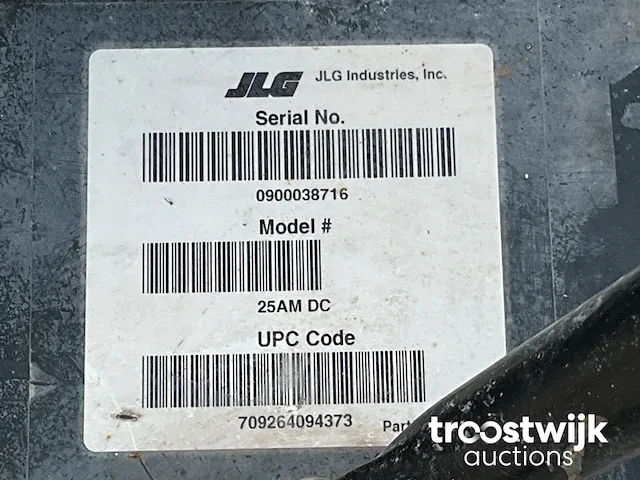 JLG JLG Industries, Inc.
Serial No.
0900038716
Model #
25AM DC
UPC Code
709264094373 Part
troostwijk
auctions